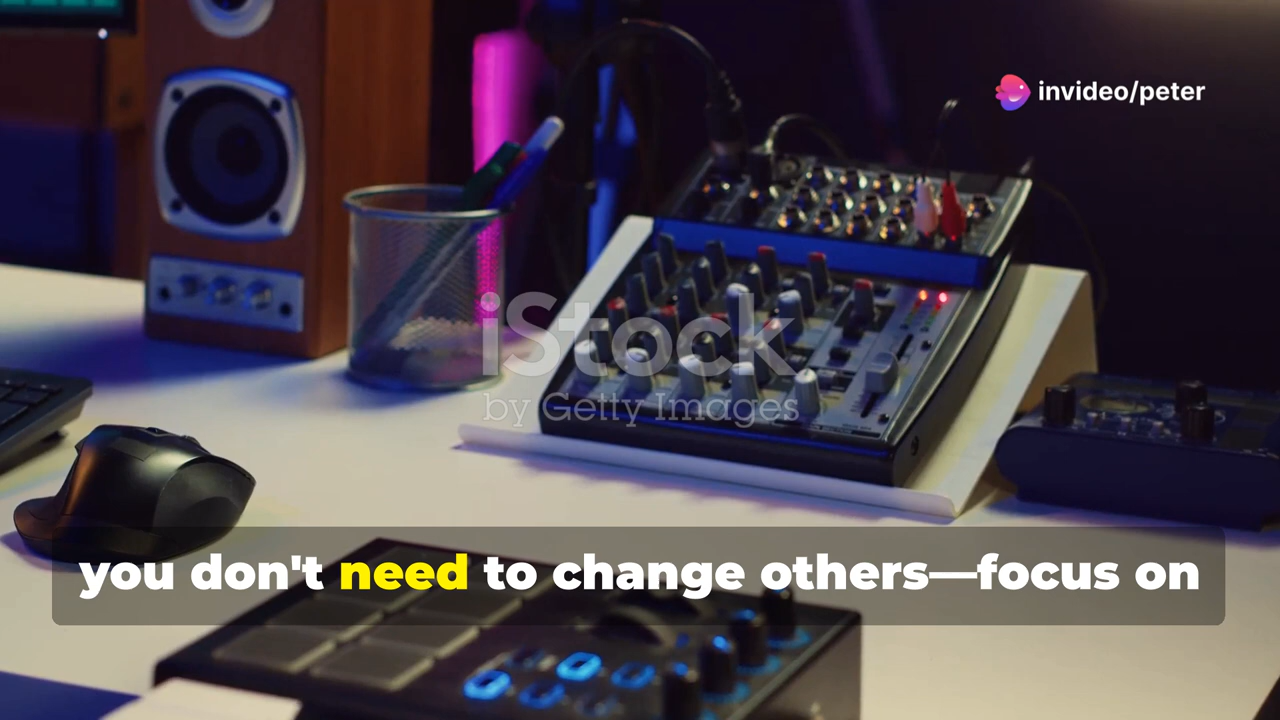 invideo/peter
iStock
by Getty Images
you don't need to change others—focus on